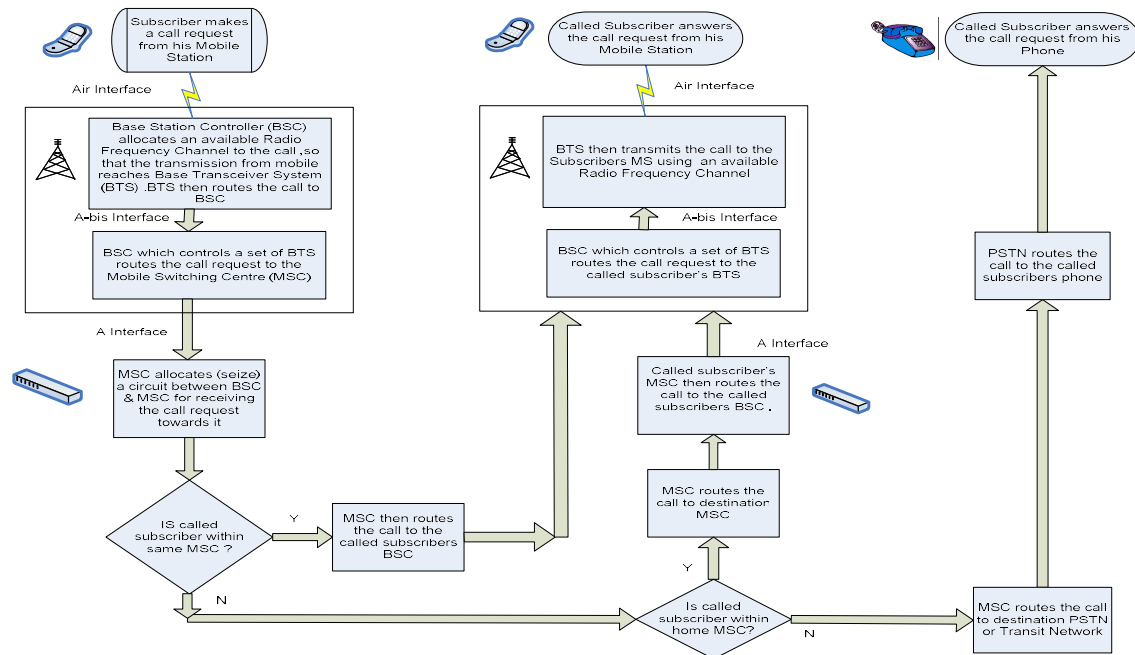 Subscriber makes
a call request
from his Mobile
Station
Air Interface
Base Station Controller (BSC)
allocates an available Radio
Frequency Channel to the call ,so
that the transmission from mobile
reaches Base Transceiver System
(BTS) .BTS then routes the call to
BSC
A-bis Interface
BSC which controls a set of BTS
routes the call request to the
Mobile Switching Centre (MSC)
A Interface
MSC allocates (seize)
a circuit between BSC
& MSC for receiving
the call request
towards it
IS called
subscriber within
same MSC ?
Y
N
MSC then routes
the call to the
called subscribers
BSC
Called Subscriber answers
the call request from his
Mobile Station
Air Interface
BTS then transmits the call to the
Subscribers MS using an available
Radio Frequency Channel
A-bis Interface
BSC which controls a set of BTS
routes the call request to the
called subscriber's BTS
A Interface
Called subscriber's
MSC then routes the
call to the called
subscribers BSC .
MSC routes the
call to destination
MSC
Y
Is called
subscriber within
home MSC?
N
Called Subscriber answers
the call request from his
Phone
PSTN routes the
call to the called
subscribers phone
MSC routes the call
to destination PSTN
or Transit Network